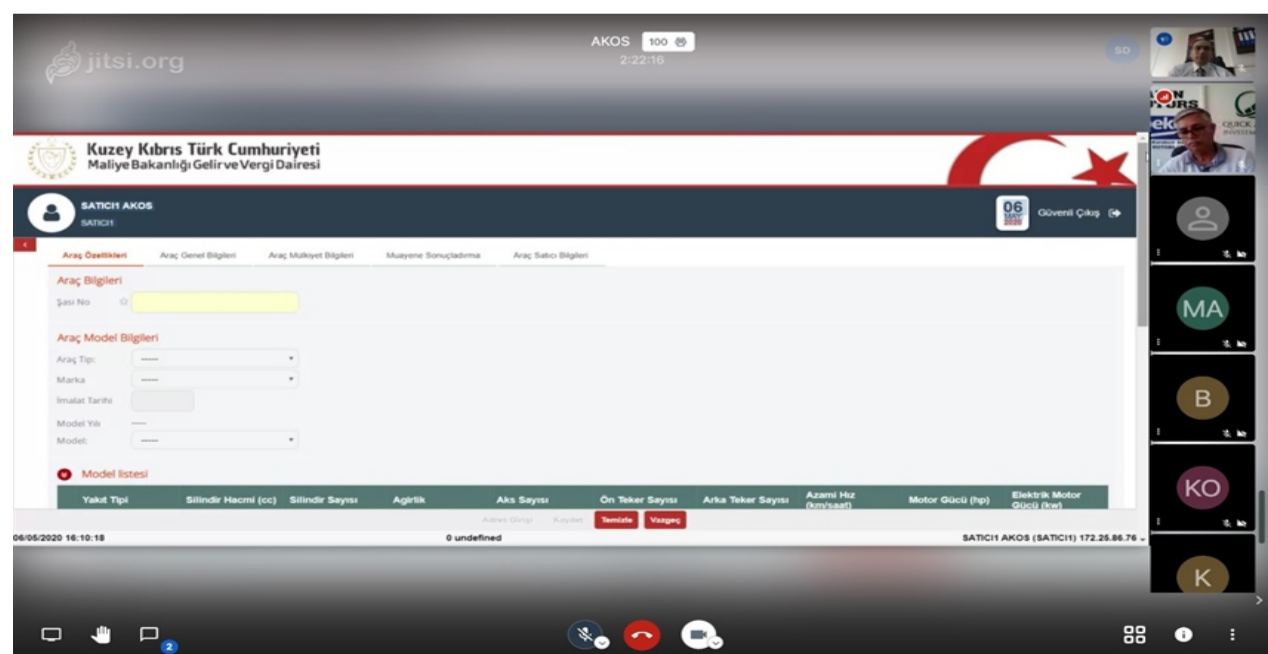 jitsi.org
AKOS 100
2:22:16
SD
Kuzey Kıbrıs Türk Cumhuriyeti
Maliye Bakanlığı Gelir ve Vergi Dairesi
SATICI1 AKOS
SATICI1
06
2020
Güvenli Çıkış
Araç Özellikleri
Araç Genel Bilgileri
Araç Mülkiyet Bilgileri
Muayene Sonuçladırma
Araç Satıcı Bilgileri
Araç Bilgileri
Şasi No
Araç Model Bilgileri
Araç Tip: -----
Marka -----
İmalat Tarihi
Model Yılı ----
Model: -----
Model listesi
Yakıt Tipi
Silindir Hacmi (cc)
Silindir Sayısı
Agirlik
Aks Sayısı
Ön Teker Sayısı
Arka Teker Sayısı
Azami Hız
(km/saat)
Motor Gücü (hp)
Elektrik Motor
Gücü (kw)
Adres Girişi
Kaydet
Temizle
Vazgeç
06/05/2020 16:10:18
0 undefined
SATICI1 AKOS (SATICI1) 172.25.86.76
QUICK
MA
B
KO
K
2